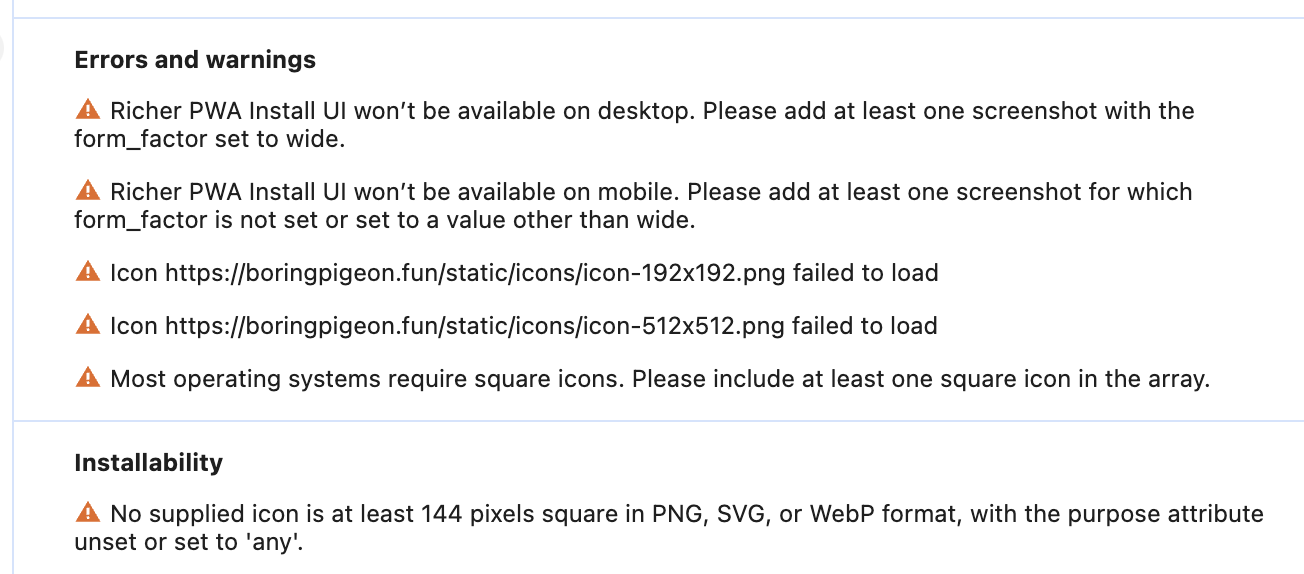 Errors and warnings
Richer PWA Install UI won’t be available on desktop. Please add at least one screenshot with the
form_factor set to wide.
Richer PWA Install UI won’t be available on mobile. Please add at least one screenshot for which
form_factor is not set or set to a value other than wide.
Icon https://boringpigeon.fun/static/icons/icon-192x192.png failed to load
Icon https://boringpigeon.fun/static/icons/icon-512x512.png failed to load
Most operating systems require square icons. Please include at least one square icon in the array.
Installability
No supplied icon is at least 144 pixels square in PNG, SVG, or WebP format, with the purpose attribute
unset or set to 'any'.